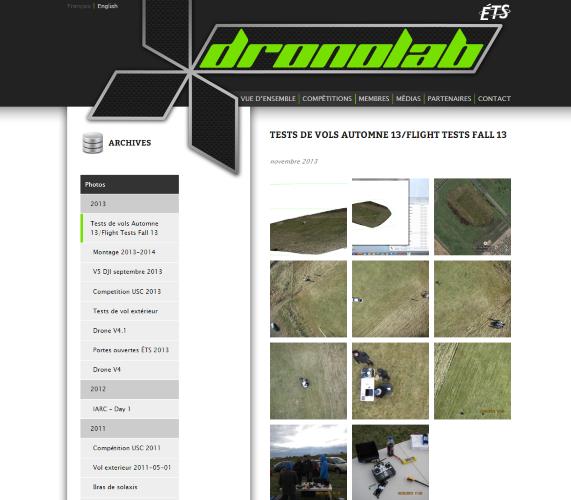 Français | English
ÉTS
dronolab
VUE D'ENSEMBLE | COMPÉTITIONS | MEMBRES | MÉDIAS | PARTENAIRES | CONTACT
ARCHIVES
Photos
2013
Tests de vols Automne
13/Flight Tests Fall 13
Montage 2013-2014
V5 DJI septembre 2013
Competition USC 2013
Tests de vol extérieur
Drone V4.1
Portes ouvertes ÉTS 2013
Drone V4
2012
IARC - Day 1
2011
Compétition USC 2011
Vol exterieur 2011-05-01
Bras de solaxis
TESTS DE VOLS AUTOMNE 13/FLIGHT TESTS FALL 13
novembre 2013